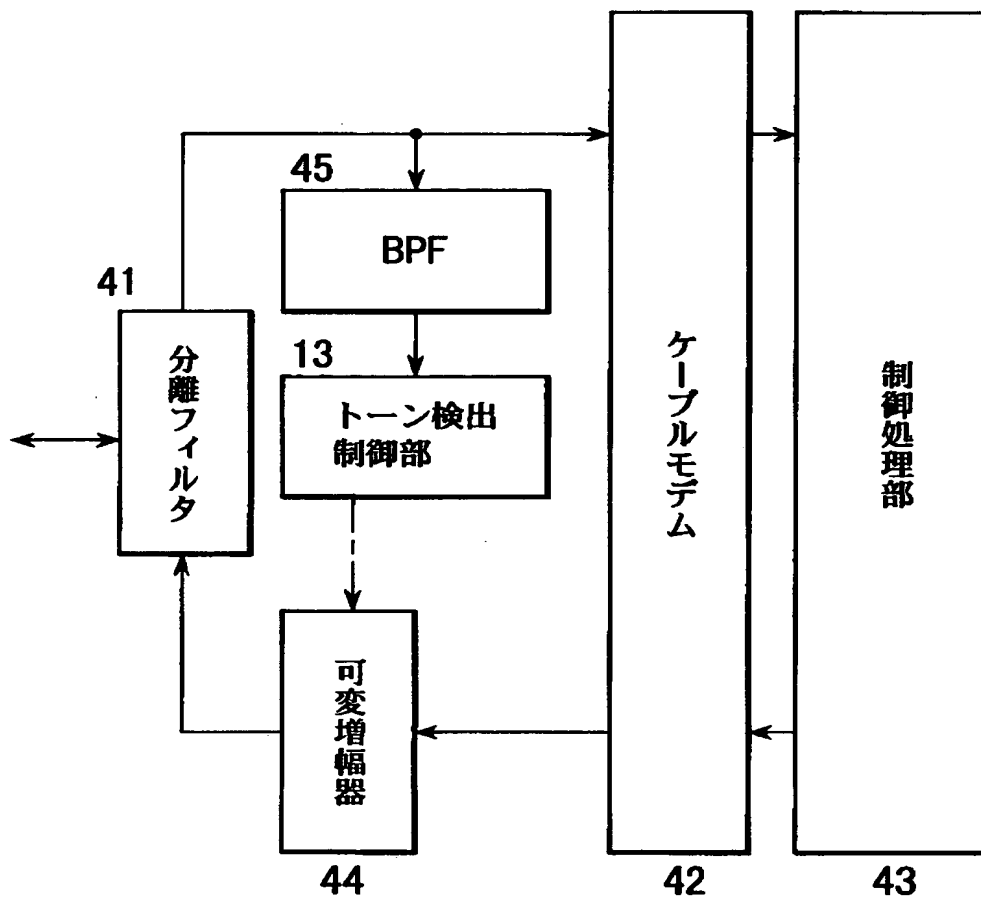 45
BPF
41
分離フィルタ
13
トーン検出
制御部
可変増幅器
44
ケーブルモデム
42
制御処理部
43